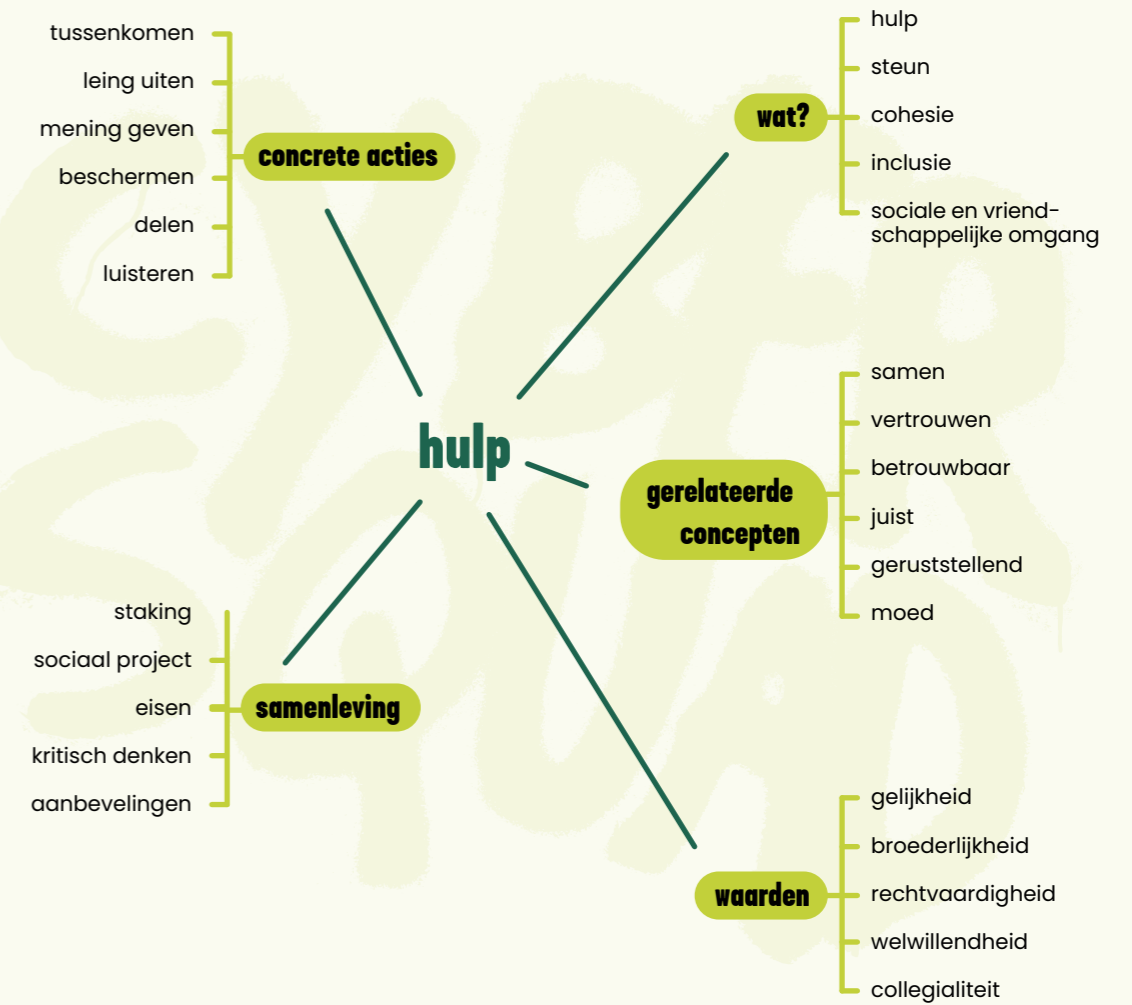 tussenkomen
leing uiten
mening geven
beschermen
delen
luisteren
concrete acties
wat?
hulp
steun
cohesie
inclusie
sociale en vriend-
schappelijke omgang
hulp
gerelateerde
concepten
samen
vertrouwen
betrouwbaar
juist
geruststellend
moed
staking
sociaal project
eisen
kritisch denken
aanbevelingen
samenleving
waarden
gelijkheid
broederlijkheid
rechtvaardigheid
welwillendheid
collegialiteit
CYBER
SQUAD